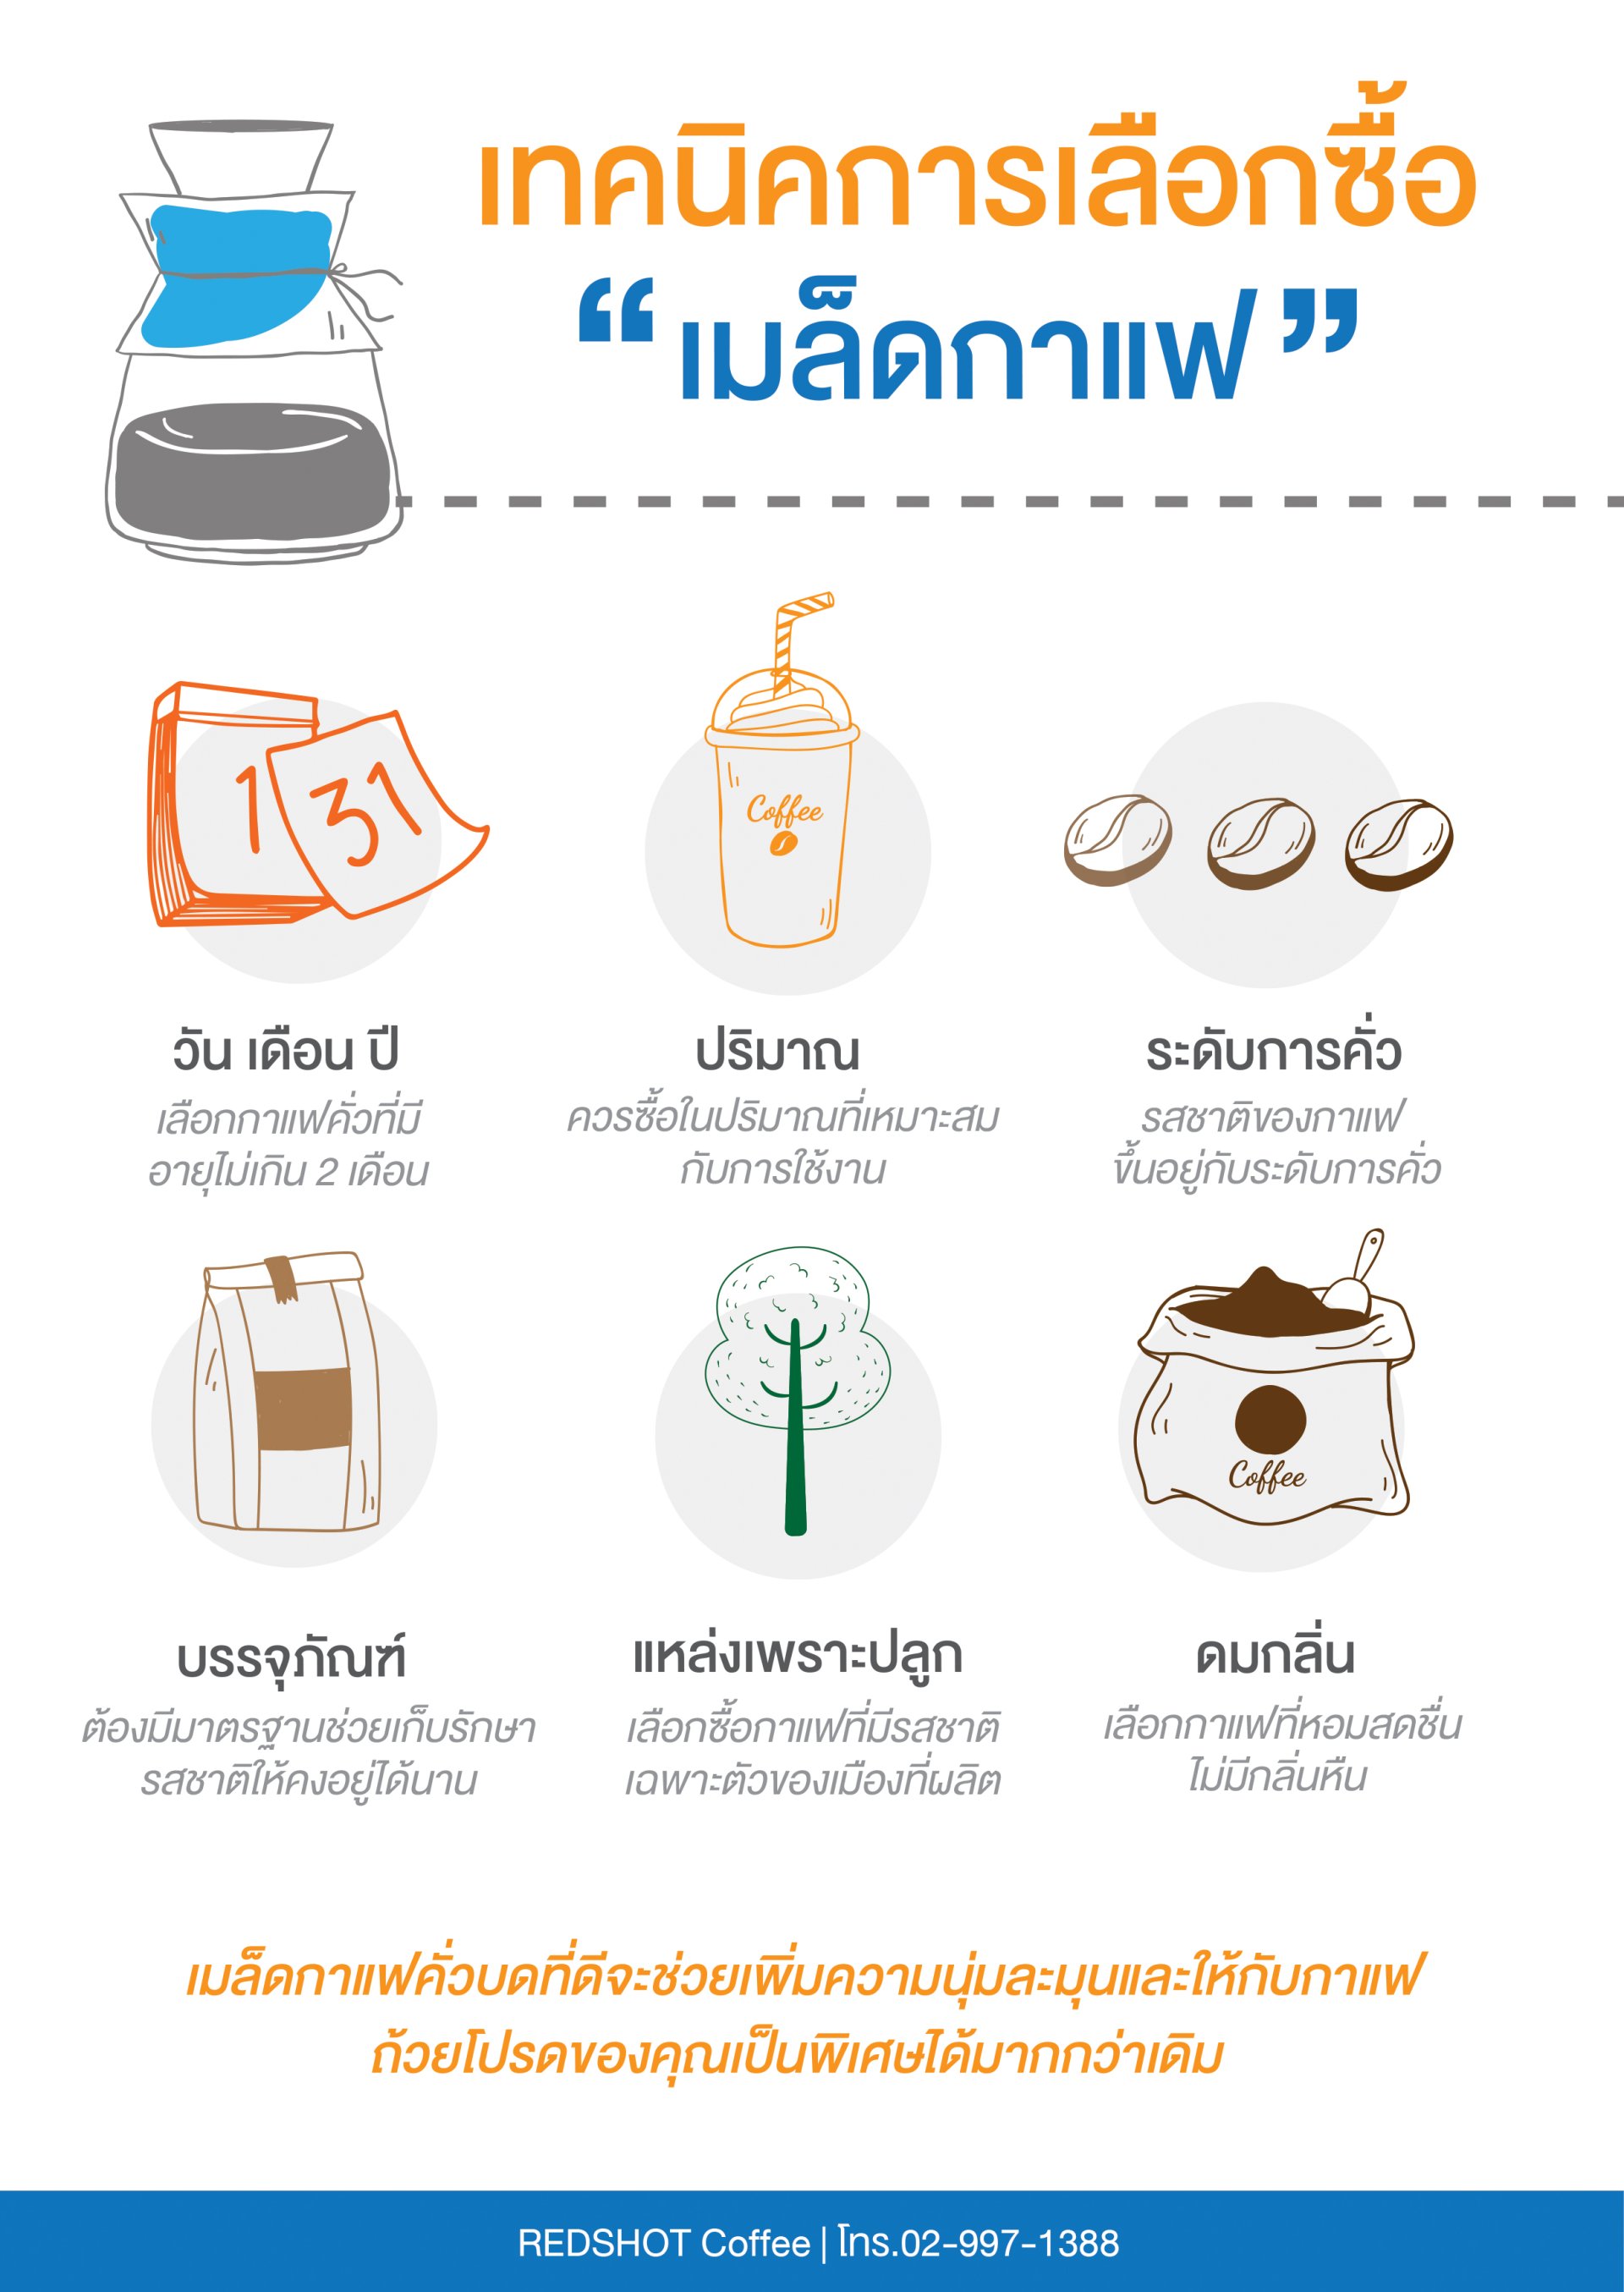 เทคนิคการเลือกซื้อ
“เมล็ดกาแฟ”
1 31
Coffee
วัน เดือน ปี
เลือกกาแฟคั่วที่มี
อายุไม่เกิน 2 เดือน
ปริมาณ
ควรซื้อในปริมาณที่เหมาะสม
กับการใช้งาน
ระดับการคั่ว
รสชาติของกาแฟ
ขึ้นอยู่กับระดับการคั่ว
Coffee
บรรจุภัณฑ์
ต้องมีมาตรฐานช่วยเก็บรักษา
รสชาติให้คงอยู่ได้นาน
แหล่งเพราะปลูก
เลือกซื้อกาแฟที่มีรสชาติ
เฉพาะตัวของเมืองที่ผลิต
ดมกลิ่น
เลือกกาแฟที่หอมสดชื่น
ไม่มีกลิ่นหืน
เมล็ดกาแฟคั่วบดที่ดีจะช่วยเพิ่มความนุ่มละมุนและให้กับกาแฟ
ถ้วยโปรดของคุณเป็นพิเศษได้มากกว่าเดิม
REDSHOT Coffee | โทร.02-997-1388